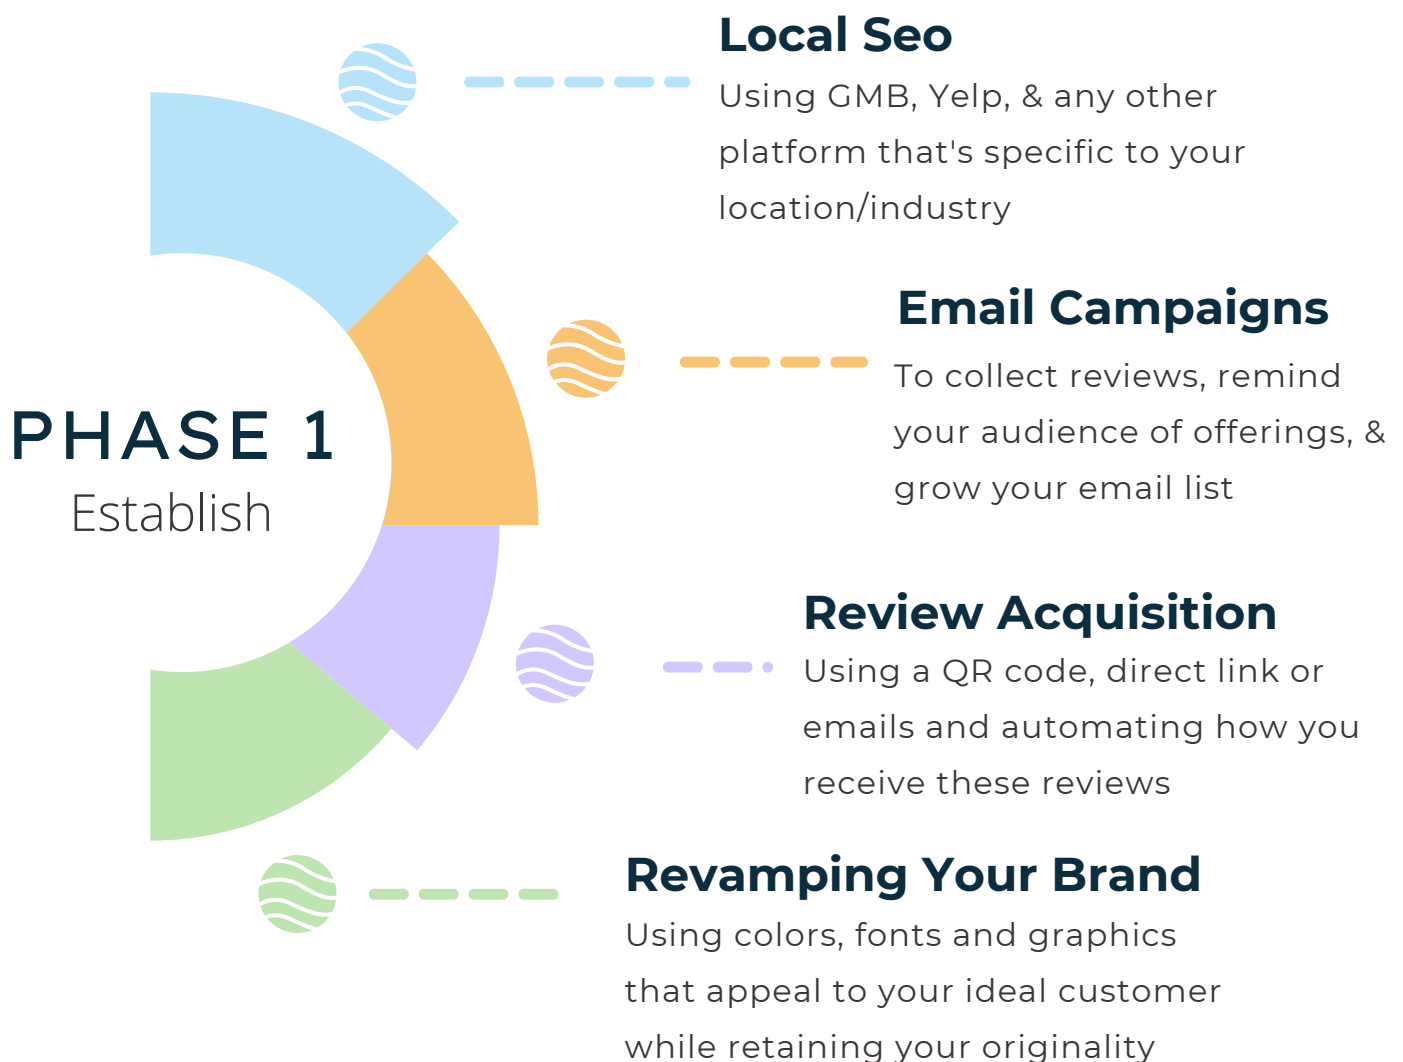 Local Seo
Using GMB, Yelp, & any other
platform that's specific to your
location/industry
Email Campaigns
To collect reviews, remind
your audience of offerings, &
grow your email list
PHASE 1
Establish
Review Acquisition
Using a QR code, direct link or
emails and automating how you
receive these reviews
Revamping Your Brand
Using colors, fonts and graphics
that appeal to your ideal customer
while retaining your originality